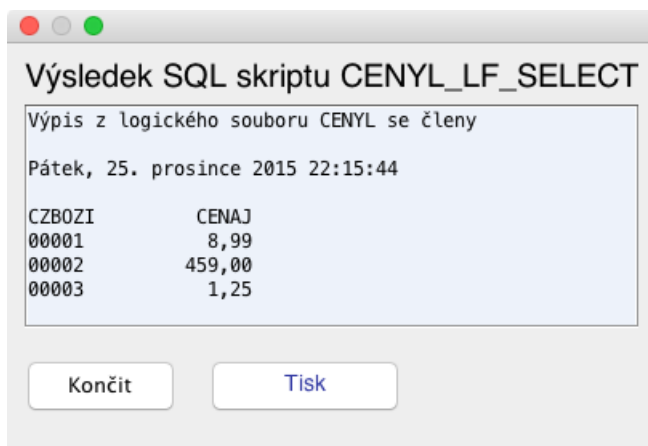 Výsledek SQL skriptu CENYL_LF_SELECT
Výpis z logického souboru CENYL se členy
Pátek, 25. prosince 2015 22:15:44
CZBOZI CENAJ
00001 8,99
00002 459,00
00003 1,25
Končit Tisk